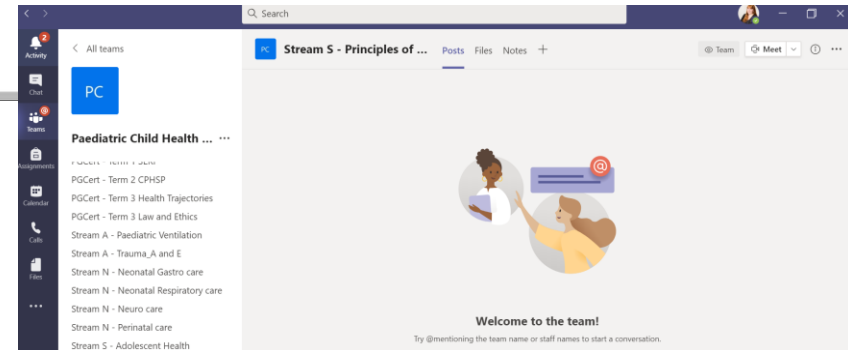 Search
2
Activity
Chat
Teams
Assignments
Calendar
Calls
Files
All teams
PC
Paediatric Child Health ...
PGCert - Term 2 CPHSP
PGCert - Term 3 Health Trajectories
PGCert - Term 3 Law and Ethics
Stream A - Paediatric Ventilation
Stream A - Trauma_A and E
Stream N - Neonatal Gastro care
Stream N - Neonatal Respiratory care
Stream N - Neuro care
Stream N - Perinatal care
Stream S - Adolescent Health
PC
Stream S - Principles of ...
Posts Files Notes +
Team
Meet
@
Welcome to the team!
Try @mentioning the team name or staff names to start a conversation.